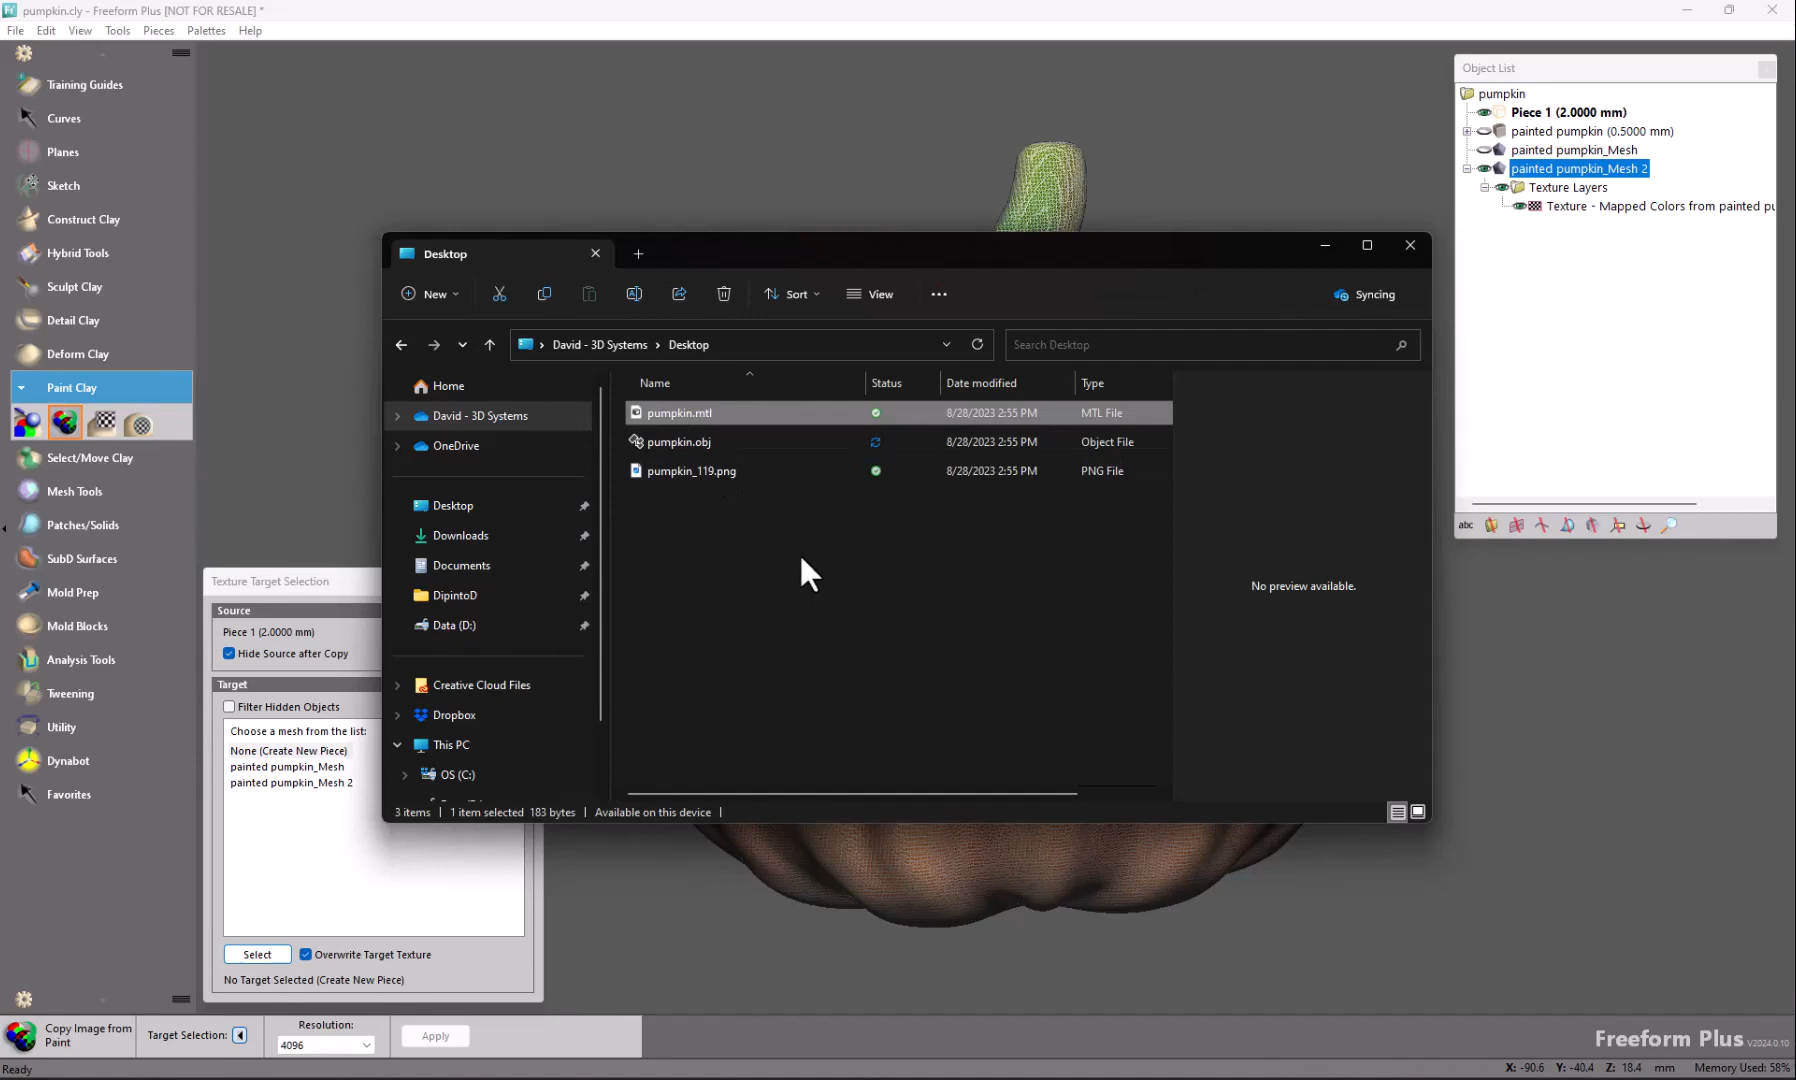 pumpkin.cly - Freeform Plus [NOT FOR RESALE] *
File Edit View Tools Pieces Palettes Help
Training Guides
Curves
Planes
Sketch
Construct Clay
Hybrid Tools
Sculpt Clay
Detail Clay
Deform Clay
Paint Clay
Select/Move Clay
Mesh Tools
Patches/Solids
SubD Surfaces
Mold Prep
Mold Blocks
Analysis Tools
Tweening
Utility
Dynabot
Favorites
Texture Target Selection
Source
Piece 1 (2.0000 mm)
Hide Source after Copy
Target
Filter Hidden Objects
Choose a mesh from the list:
None (Create New Piece)
painted pumpkin_Mesh
painted pumpkin_Mesh 2
Select Overwrite Target Texture
No Target Selected (Create New Piece)
Desktop
New Sort View Syncing
David - 3D Systems > Desktop
Search Desktop
Home
David - 3D Systems
OneDrive
Desktop
Downloads
Documents
DipintoD
Data (D:)
Creative Cloud Files
Dropbox
This PC
OS (C:)
Name Status Date modified Type
pumpkin.mtl 8/28/2023 2:55 PM MTL File
pumpkin.obj 8/28/2023 2:55 PM Object File
pumpkin_119.png 8/28/2023 2:55 PM PNG File
No preview available.
3 items 1 item selected 183 bytes Available on this device
Object List
pumpkin
Piece 1 (2.0000 mm)
painted pumpkin (0.5000 mm)
painted pumpkin_Mesh
painted pumpkin_Mesh 2
Texture Layers
Texture - Mapped Colors from painted pu
abc
Copy Image from
Paint
Target Selection:
Resolution:
4096
Apply
Freeform Plus V2024.0.10
Ready
X: -90.6 Y: -40.4 Z: 18.4 mm Memory Used: 58%